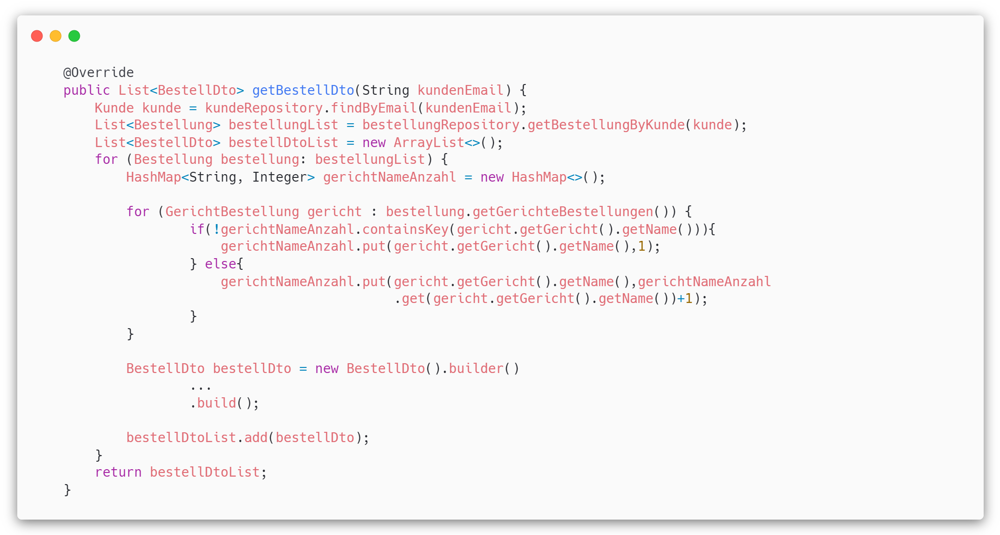 @Override
public List<BestellDto> getBestellDto(String kundenEmail) {
    Kunde kunde = kundeRepository.findByEmail(kundenEmail);
    List<Bestellung> bestellungList = bestellungRepository.getBestellungByKunde(kunde);
    List<BestellDto> bestellDtoList = new ArrayList<>();
    for (Bestellung bestellung: bestellungList) {
        HashMap<String, Integer> gerichtNameAnzahl = new HashMap<>();

        for (GerichtBestellung gericht : bestellung.getGerichteBestellungen()) {
                if(!gerichtNameAnzahl.containsKey(gericht.getGericht().getName())){
                    gerichtNameAnzahl.put(gericht.getGericht().getName(),1);
                } else{
                    gerichtNameAnzahl.put(gericht.getGericht().getName(),gerichtNameAnzahl
                                          .get(gericht.getGericht().getName())+1);
                }
        }

        BestellDto bestellDto = new BestellDto().builder()
                ...
                .build();

        bestellDtoList.add(bestellDto);
    }
    return bestellDtoList;
}